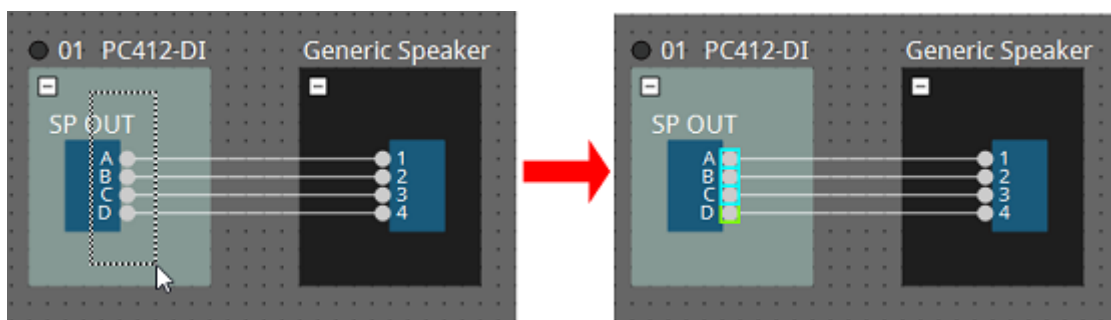 01 PC412-DI
Generic Speaker
SP OUT
A
B
C
D
1
2
3
4
01 PC412-DI
Generic Speaker
SP OUT
A
B
C
D
1
2
3
4